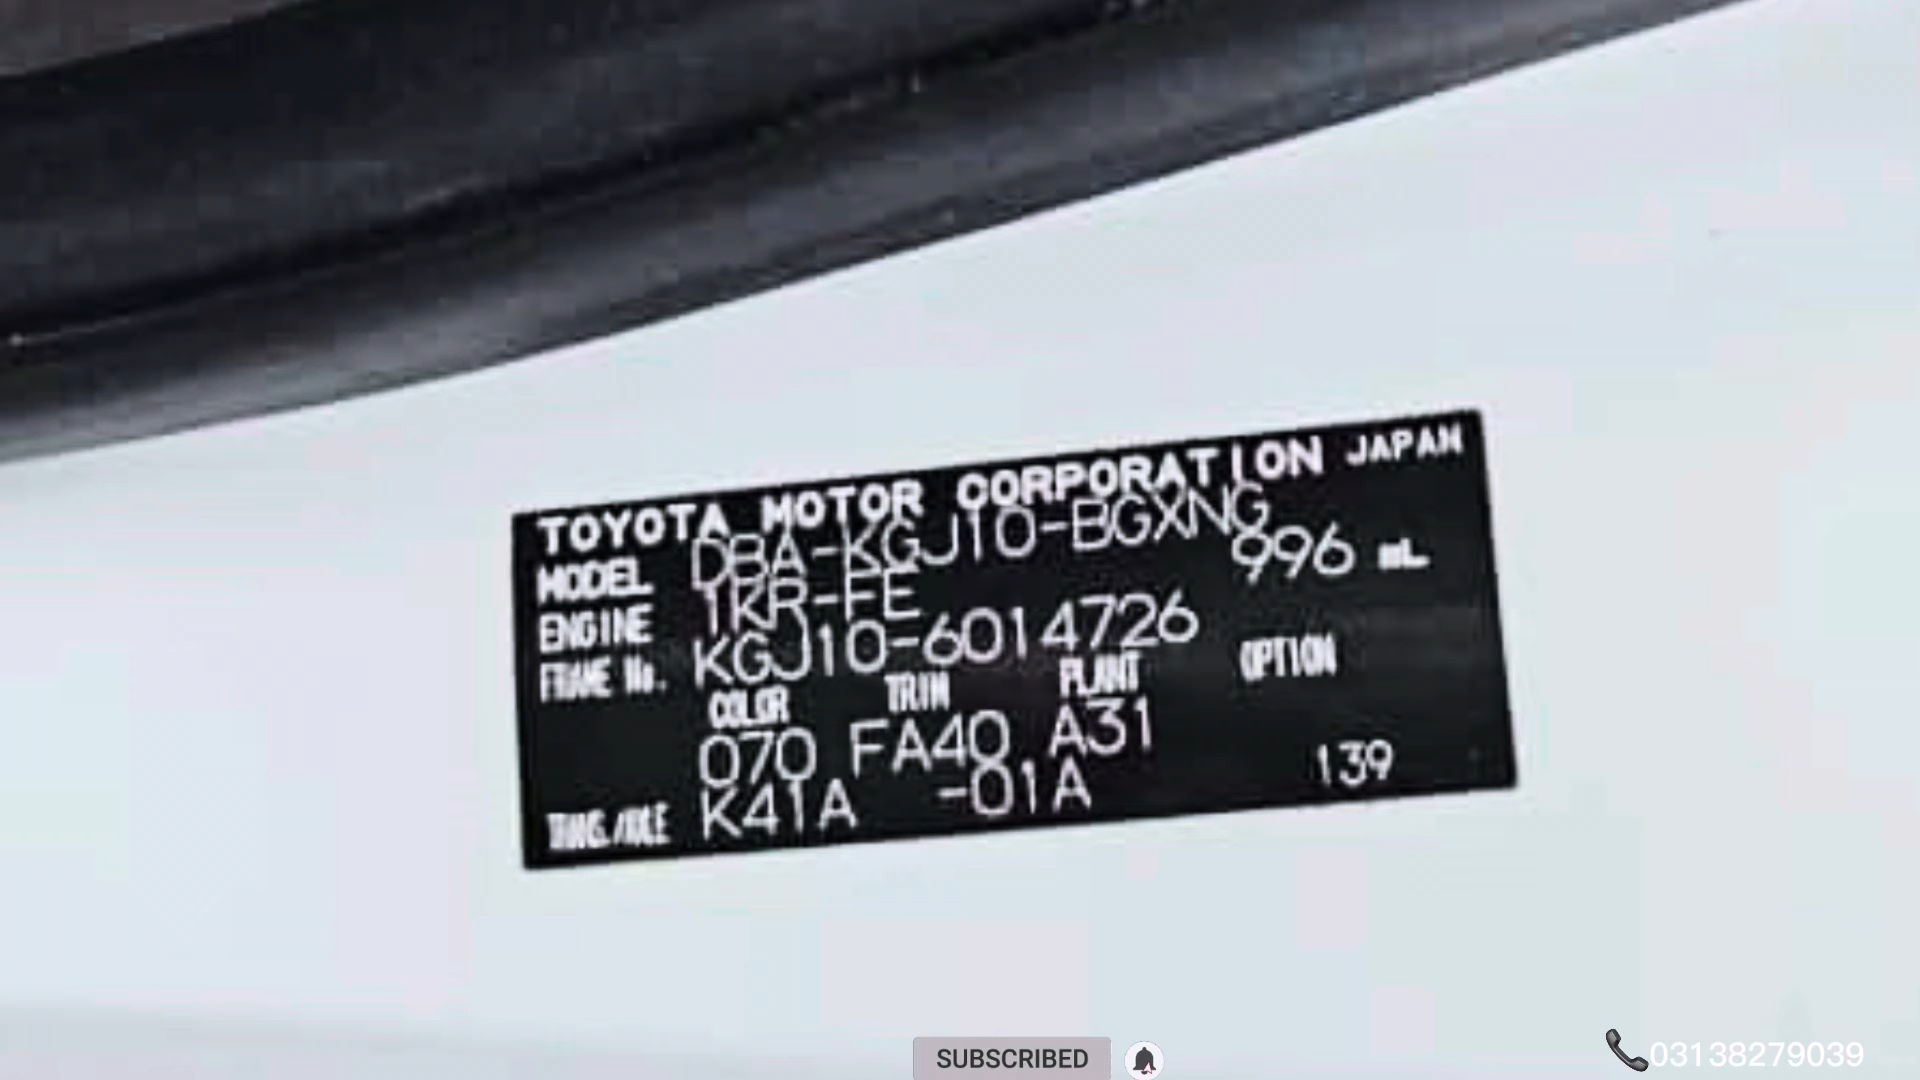 TOYOTA MOTOR CORPORATION JAPAN
MODEL DBA-KGJ10-BGXNG
ENGINE 1KR-FE 996 mL
FRAME No. KGJ10-6014726
COLOR TRIM PLANT OPTION
070 FA40 A31
TRANS./AXLE K41A -01A 139
SUBSCRIBED
03138279039